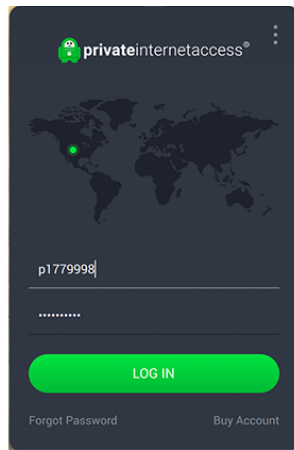 privateinternetaccess®
p1779998
••••••••••
LOG IN
Forgot Password
Buy Account